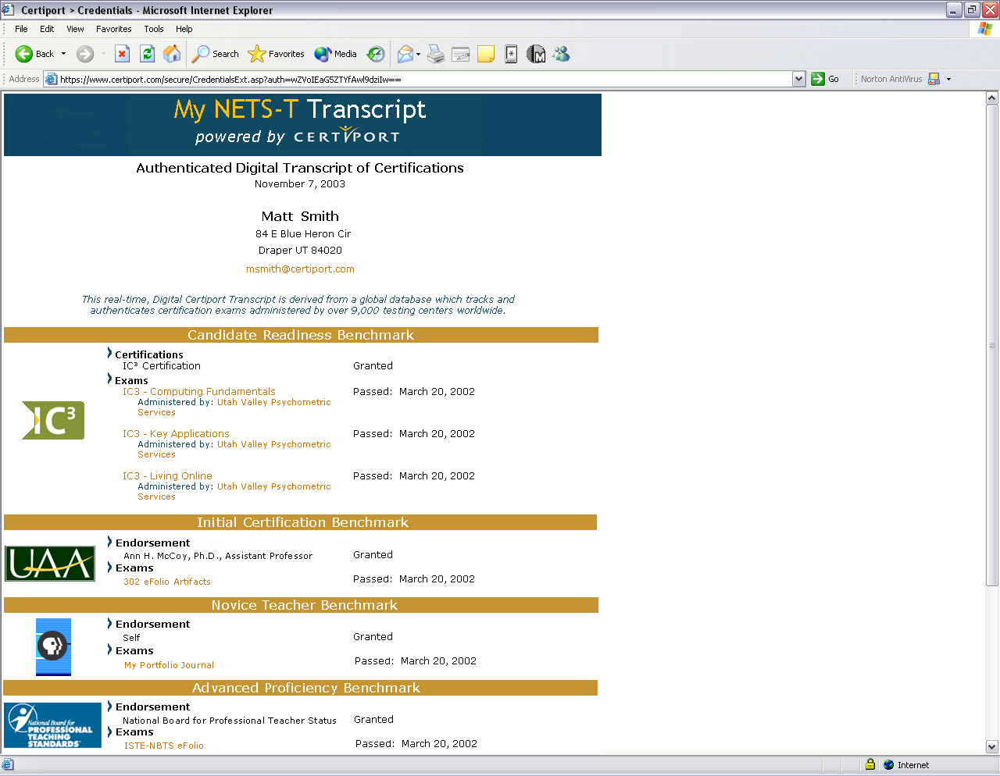 Certiport > Credentials - Microsoft Internet Explorer
File Edit View Favorites Tools Help
Back Search Favorites Media
Address https://www.certiport.com/secure/CredentialsExt.asp?auth=wZVoIEaG5ZTYfAwl9dziIw== Go Norton AntiVirus
My NETS-T Transcript
powered by CERTIPORT
Authenticated Digital Transcript of Certifications
November 7, 2003
Matt Smith
84 E Blue Heron Cir
Draper UT 84020
msmith@certiport.com
This real-time, Digital Certiport Transcript is derived from a global database which tracks and
authenticates certification exams administered by over 9,000 testing centers worldwide.
Candidate Readiness Benchmark
Certifications
IC³ Certification Granted
Exams
IC3 - Computing Fundamentals Passed: March 20, 2002
Administered by: Utah Valley Psychometric
Services
IC³
IC3 - Key Applications Passed: March 20, 2002
Administered by: Utah Valley Psychometric
Services
IC3 - Living Online Passed: March 20, 2002
Administered by: Utah Valley Psychometric
Services
Initial Certification Benchmark
UAA
Endorsement
Ann H. McCoy, Ph.D., Assistant Professor Granted
Exams
302 eFolio Artifacts Passed: March 20, 2002
Novice Teacher Benchmark
Endorsement
Self Granted
Exams
My Portfolio Journal Passed: March 20, 2002
Advanced Proficiency Benchmark
National Board for
PROFESSIONAL
TEACHING
STANDARDS
Endorsement
National Board for Professional Teacher Status Granted
Exams
ISTE-NBTS eFolio Passed: March 20, 2002
Internet